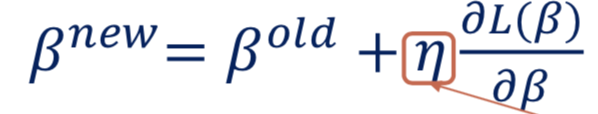 β^new = β^old + η ∂L(β)/∂β